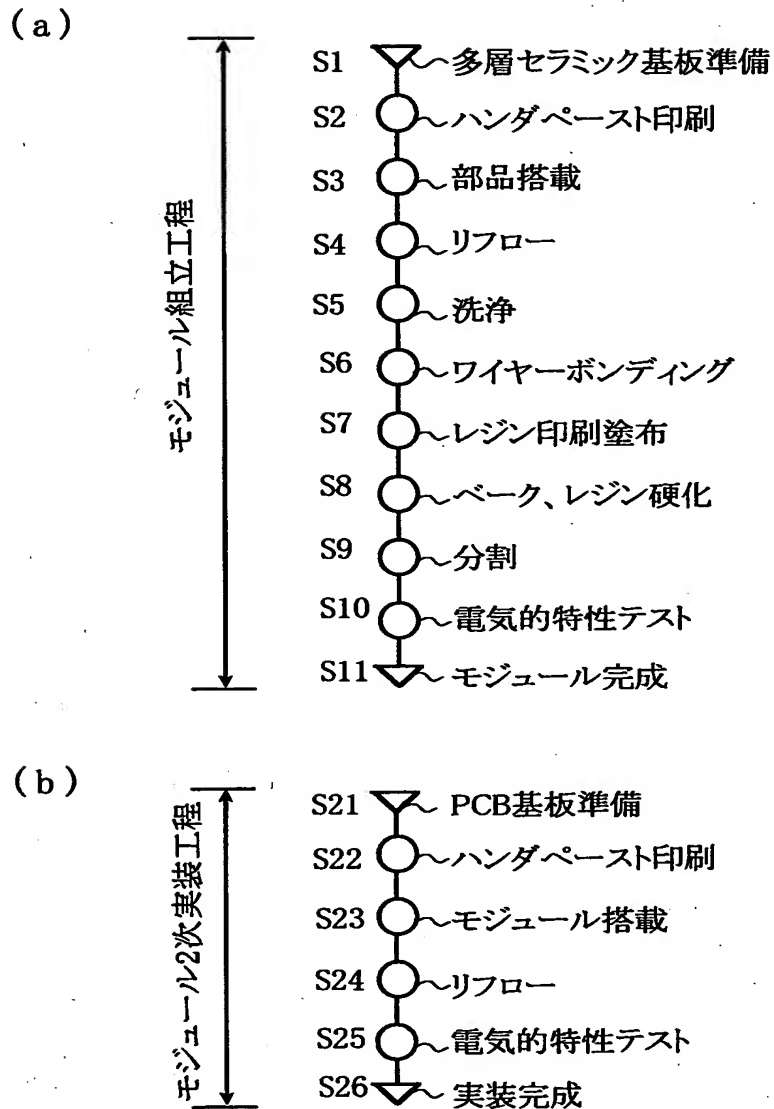 (a)
モジュール組立工程
S1 多層セラミック基板準備
S2 ハンダペースト印刷
S3 部品搭載
S4 リフロー
S5 洗浄
S6 ワイヤーボンディング
S7 レジン印刷塗布
S8 ベーク、レジン硬化
S9 分割
S10 電気的特性テスト
S11 モジュール完成
(b)
モジュール2次実装工程
S21 PCB基板準備
S22 ハンダペースト印刷
S23 モジュール搭載
S24 リフロー
S25 電気的特性テスト
S26 実装完成